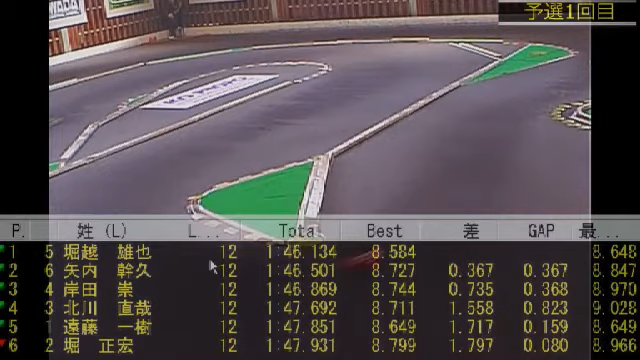 予選1回目
KO PROPO
P. 姓 (L) L... Total Best 差 GAP 最...
1 5 堀越 雄也 12 1:46.134 8.584 8.648
2 6 矢内 幹久 12 1:46.501 8.727 0.367 0.367 8.847
3 4 岸田 崇 12 1:46.869 8.744 0.735 0.368 8.970
4 3 北川 直哉 12 1:47.692 8.711 1.558 0.823 9.028
5 1 遠藤 一樹 12 1:47.851 8.649 1.717 0.159 8.649
6 2 堀 正宏 12 1:47.931 8.799 1.797 0.080 8.966